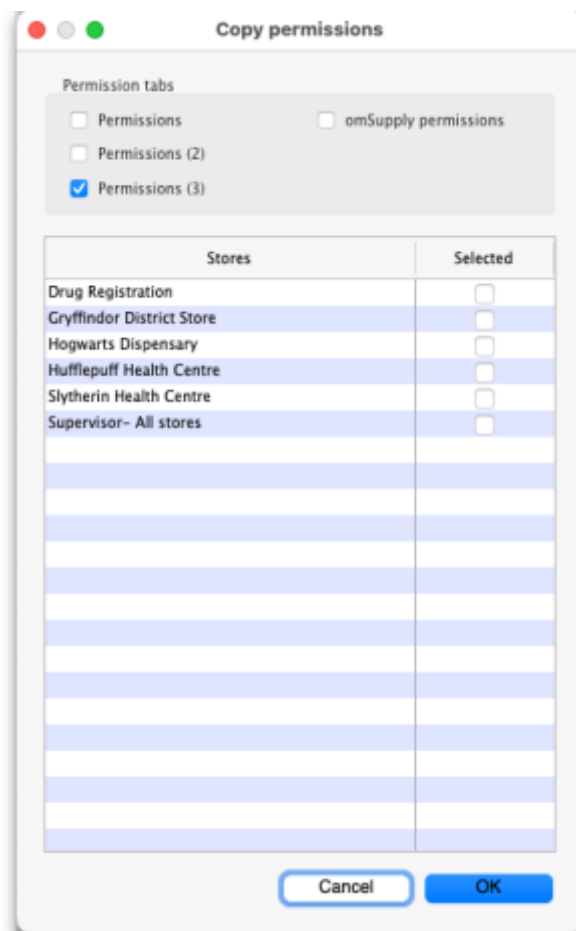 Copy permissions
Permission tabs
Permissions
omSupply permissions
Permissions (2)
Permissions (3)
Stores Selected
Drug Registration
Gryffindor District Store
Hogwarts Dispensary
Hufflepuff Health Centre
Slytherin Health Centre
Supervisor- All stores
Cancel OK